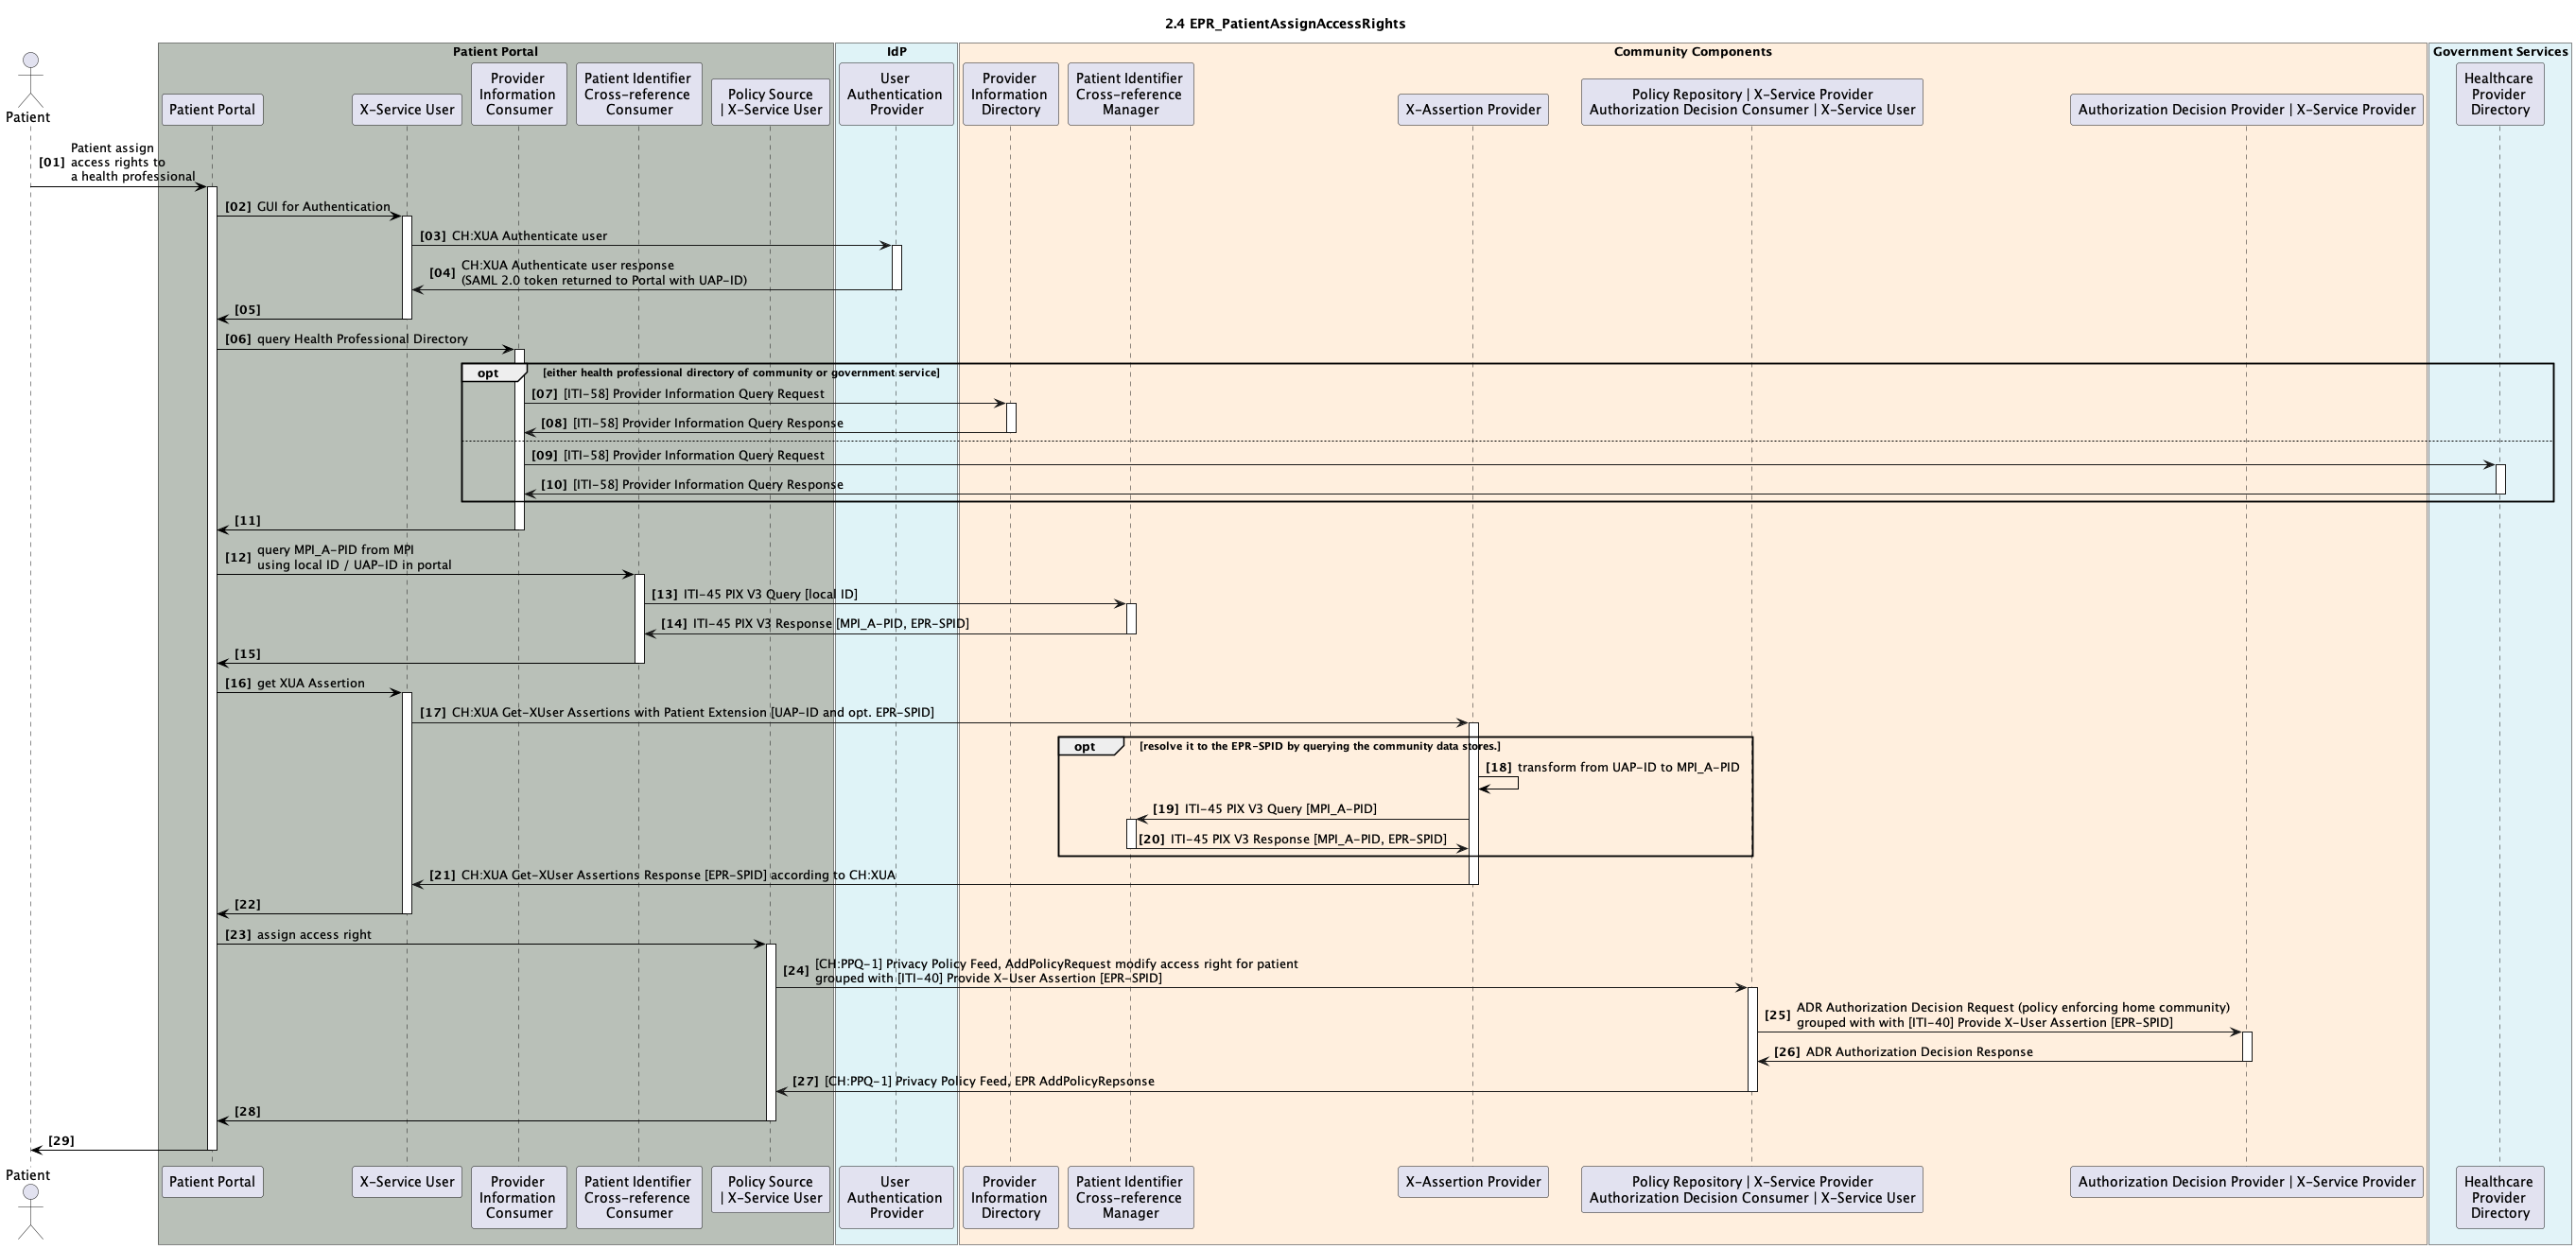 2.4 EPR_PatientAssignAccessRights
Patient Portal
IdP
Community Components
Government Services
Patient
Patient Portal
X-Service User
Provider
Information
Consumer
Patient Identifier
Cross-reference
Consumer
Policy Source
| X-Service User
User
Authentication
Provider
Provider
Information
Directory
Patient Identifier
Cross-reference
Manager
X-Assertion Provider
Policy Repository | X-Service Provider
Authorization Decision Consumer | X-Service User
Authorization Decision Provider | X-Service Provider
Healthcare
Provider
Directory
[01] Patient assign
access rights to
a health professional
[02] GUI for Authentication
[03] CH:XUA Authenticate user
[04] CH:XUA Authenticate user response
(SAML 2.0 token returned to Portal with UAP-ID)
[05]
[06] query Health Professional Directory
opt [either health professional directory of community or government service]
[07] [ITI-58] Provider Information Query Request
[08] [ITI-58] Provider Information Query Response
[09] [ITI-58] Provider Information Query Request
[10] [ITI-58] Provider Information Query Response
[11]
[12] query MPI_A-PID from MPI
using local ID / UAP-ID in portal
[13] ITI-45 PIX V3 Query [local ID]
[14] ITI-45 PIX V3 Response [MPI_A-PID, EPR-SPID]
[15]
[16] get XUA Assertion
[17] CH:XUA Get-XUser Assertions with Patient Extension [UAP-ID and opt. EPR-SPID]
opt [resolve it to the EPR-SPID by querying the community data stores.]
[18] transform from UAP-ID to MPI_A-PID
[19] ITI-45 PIX V3 Query [MPI_A-PID]
[20] ITI-45 PIX V3 Response [MPI_A-PID, EPR-SPID]
[21] CH:XUA Get-XUser Assertions Response [EPR-SPID] according to CH:XUA
[22]
[23] assign access right
[24] [CH:PPQ-1] Privacy Policy Feed, AddPolicyRequest modify access right for patient
grouped with [ITI-40] Provide X-User Assertion [EPR-SPID]
[25] ADR Authorization Decision Request (policy enforcing home community)
grouped with with [ITI-40] Provide X-User Assertion [EPR-SPID]
[26] ADR Authorization Decision Response
[27] [CH:PPQ-1] Privacy Policy Feed, EPR AddPolicyRepsonse
[28]
[29]
Patient
Patient Portal
X-Service User
Provider
Information
Consumer
Patient Identifier
Cross-reference
Consumer
Policy Source
| X-Service User
User
Authentication
Provider
Provider
Information
Directory
Patient Identifier
Cross-reference
Manager
X-Assertion Provider
Policy Repository | X-Service Provider
Authorization Decision Consumer | X-Service User
Authorization Decision Provider | X-Service Provider
Healthcare
Provider
Directory